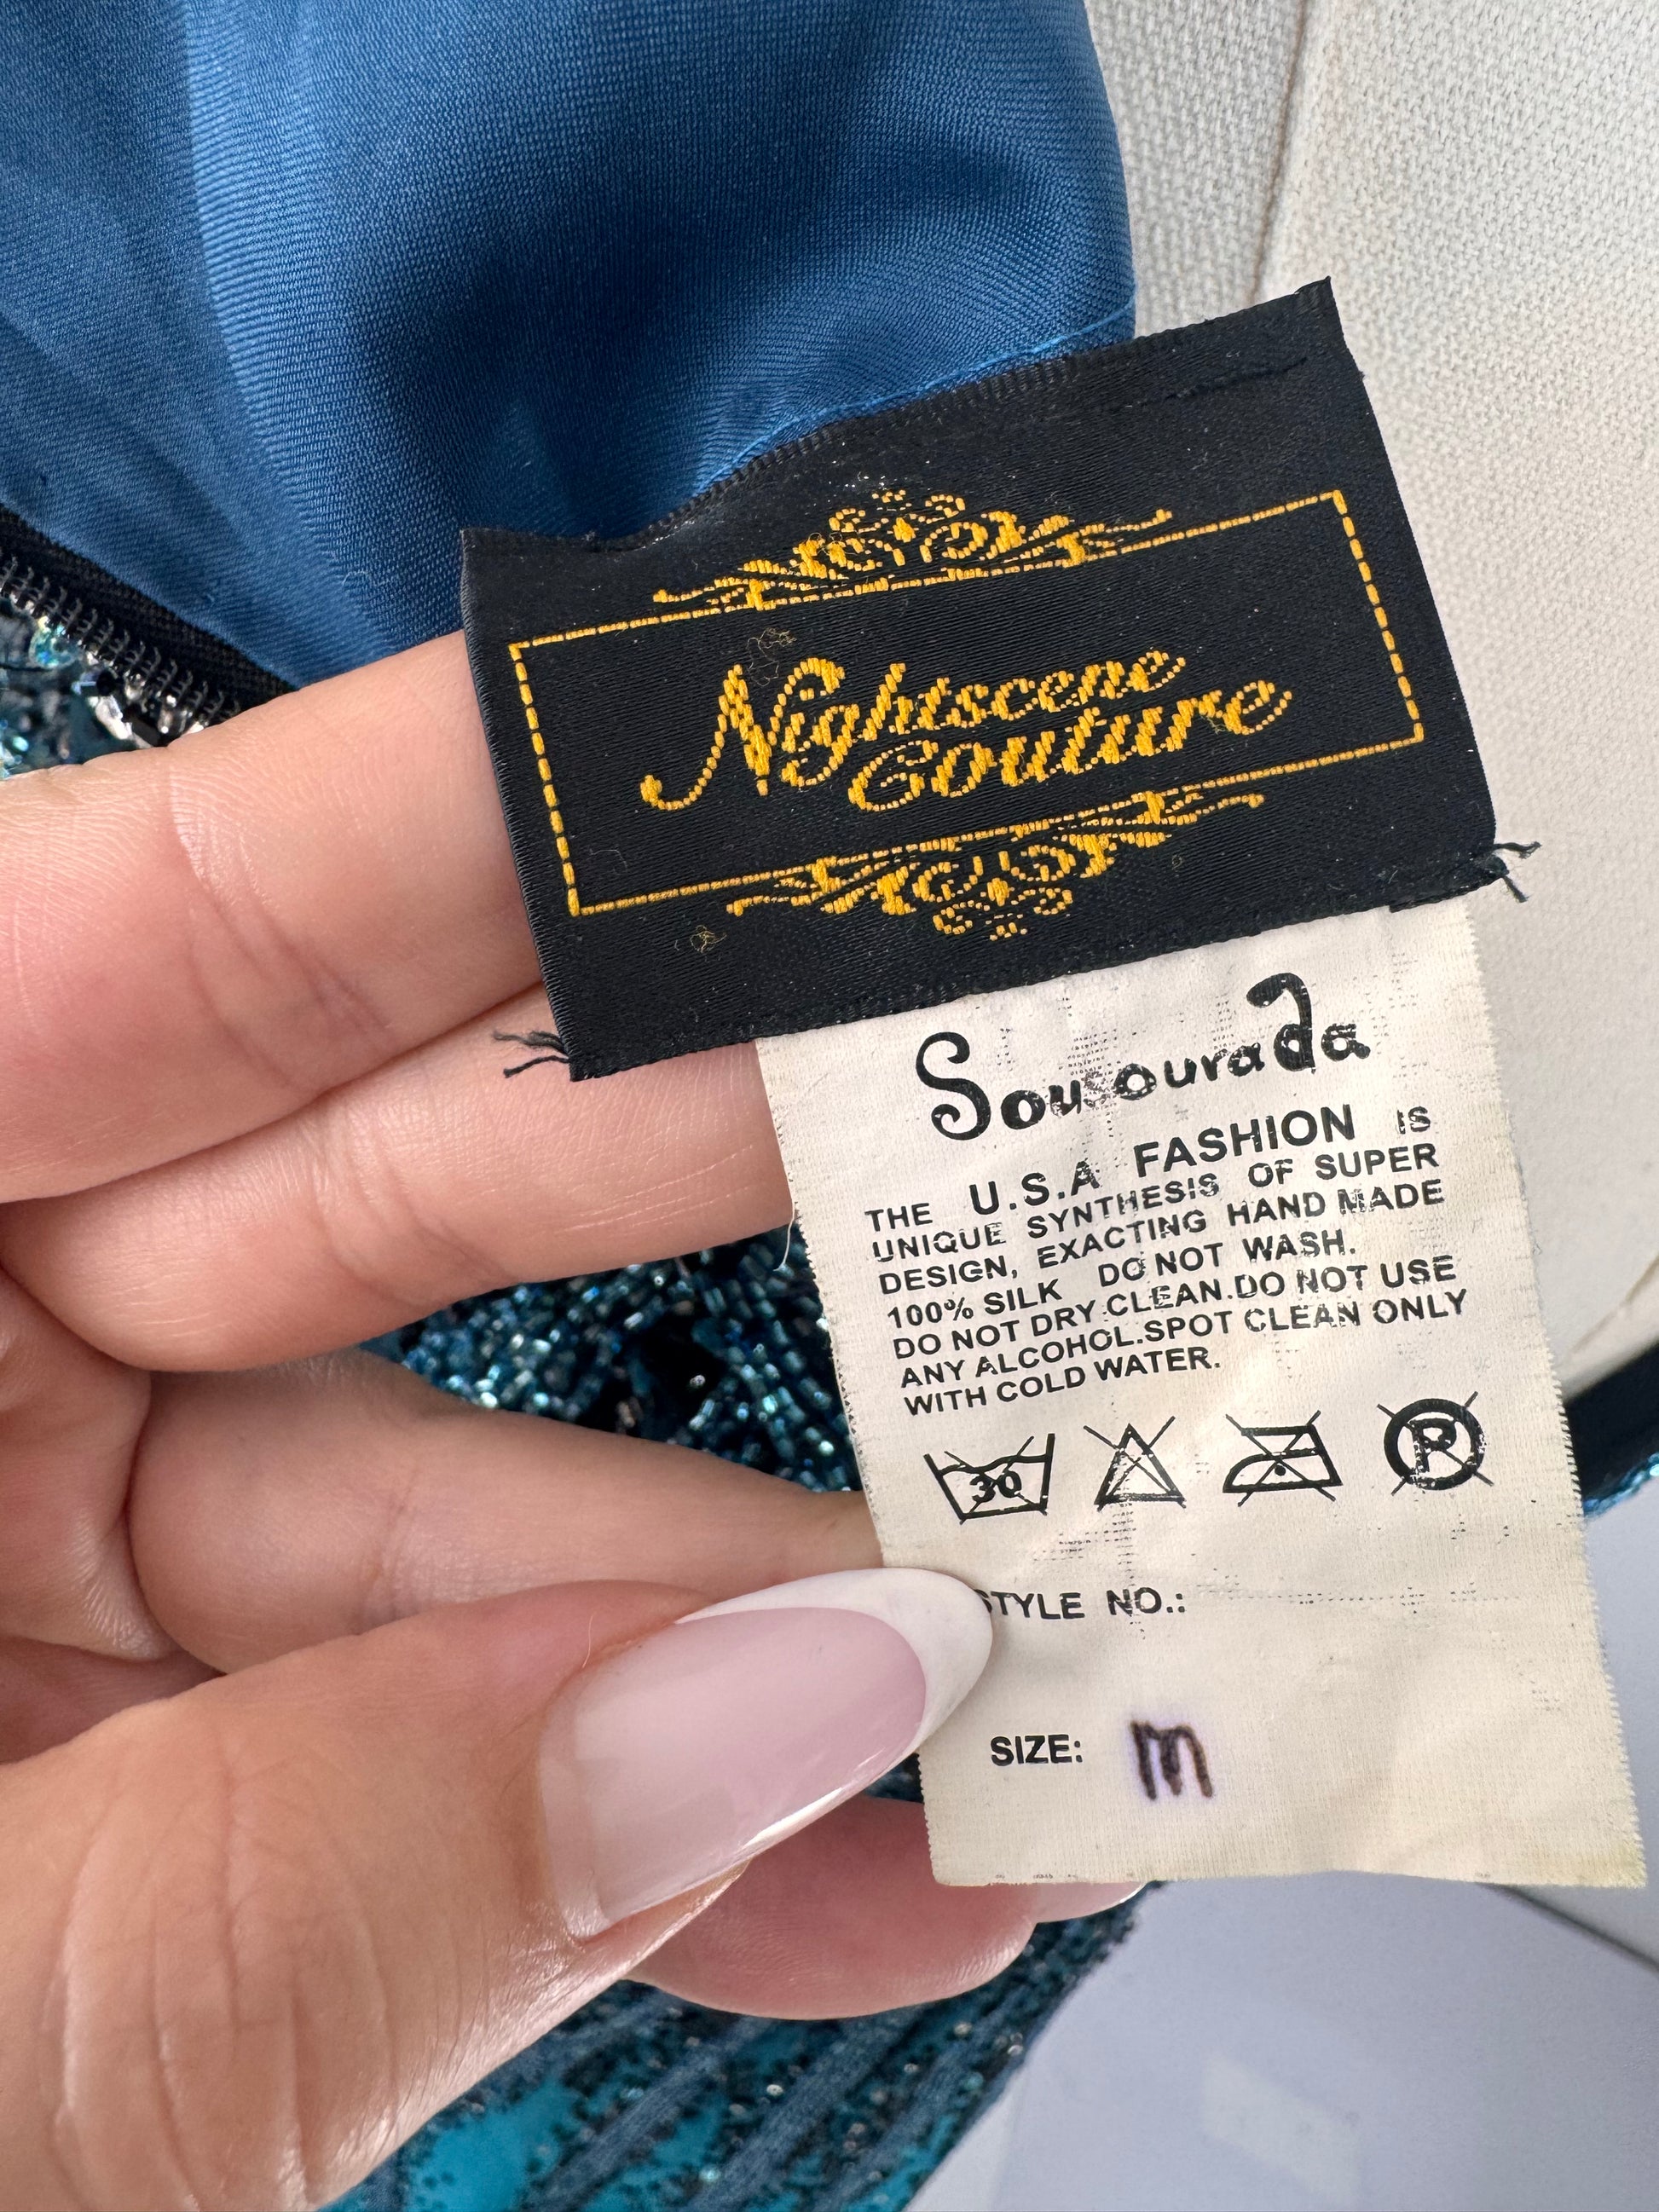 Nightscene
Couture
Sousourada
THE U.S.A FASHION IS
UNIQUE SYNTHESIS OF SUPER
DESIGN, EXACTING HAND MADE
100% SILK DO NOT WASH.
DO NOT DRY.CLEAN.DO NOT USE
ANY ALCOHOL.SPOT CLEAN ONLY
WITH COLD WATER.
30 P
STYLE NO.:
SIZE: m